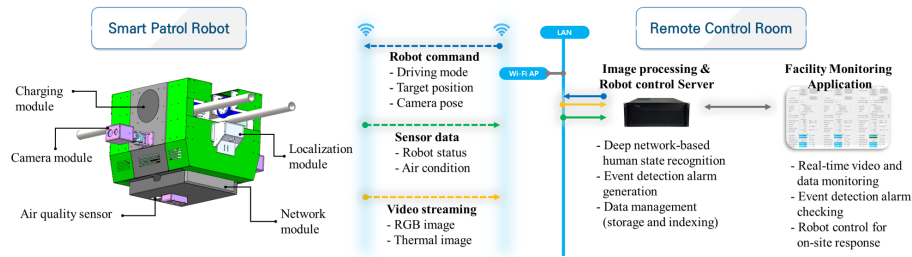 Smart Patrol Robot
Charging
module
Camera module
Air quality sensor
Localization
module
Network
module
Robot command
- Driving mode
- Target position
- Camera pose
Sensor data
- Robot status
- Air condition
Video streaming
- RGB image
- Thermal image
LAN
Wi-Fi AP
Remote Control Room
Image processing &
Robot control Server
- Deep network-based
human state recognition
- Event detection alarm
generation
- Data management
(storage and indexing)
Facility Monitoring
Application
- Real-time video and
data monitoring
- Event detection alarm
checking
- Robot control for
on-site response